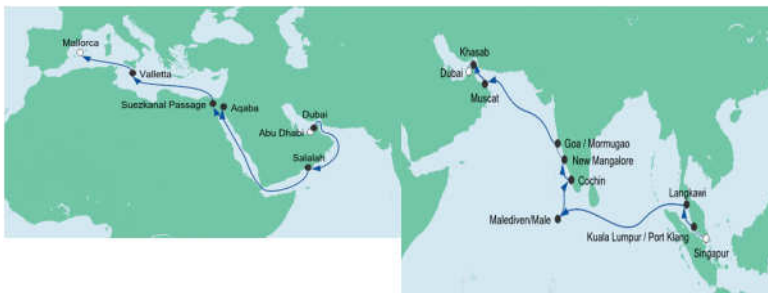 Mallorca
Valletta
Suezkanal Passage
Aqaba
Dubai
Abu Dhabi
Salalah
Khasab
Dubai
Muscat
Goa / Mormugao
New Mangalore
Cochin
Malediven/Male
Langkawi
Kuala Lumpur / Port Klang
Singapur